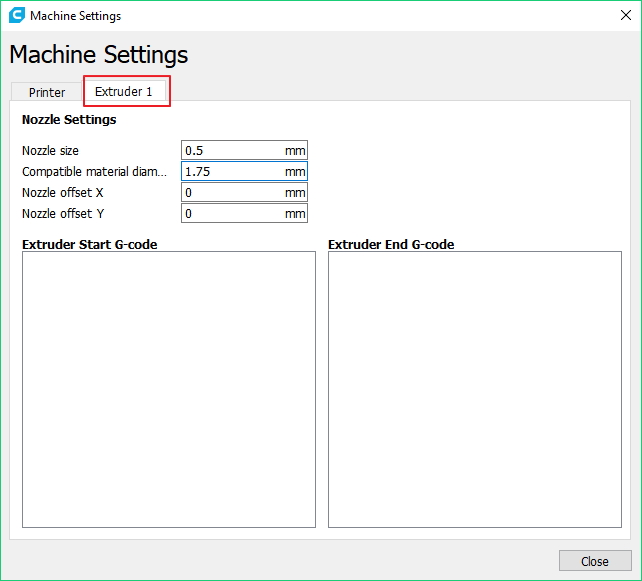 Machine Settings
Machine Settings
Printer
Extruder 1
Nozzle Settings
Nozzle size 0.5 mm
Compatible material diam... 1.75 mm
Nozzle offset X 0 mm
Nozzle offset Y 0 mm
Extruder Start G-code Extruder End G-code
Close